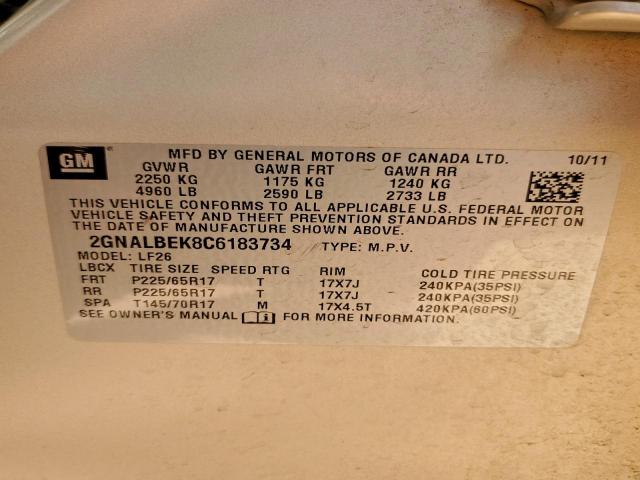 GM
MFD BY GENERAL MOTORS OF CANADA LTD. 10/11
GVWR GAWR FRT GAWR RR
2250 KG 1175 KG 1240 KG
4960 LB 2590 LB 2733 LB
THIS VEHICLE CONFORMS TO ALL APPLICABLE U.S. FEDERAL MOTOR
VEHICLE SAFETY AND THEFT PREVENTION STANDARDS IN EFFECT ON
THE DATE OF MANUFACTURE SHOWN ABOVE.
2GNALBEK8C6183734 TYPE: M.P.V.
MODEL: LF26
LBCX TIRE SIZE SPEED RTG RIM COLD TIRE PRESSURE
FRT P225/65R17 T 17X7J 240KPA(35PSI)
RR P225/65R17 T 17X7J 240KPA(35PSI)
SPA T145/70R17 M 17X4.5T 420KPA(60PSI)
SEE OWNER'S MANUAL FOR MORE INFORMATION.